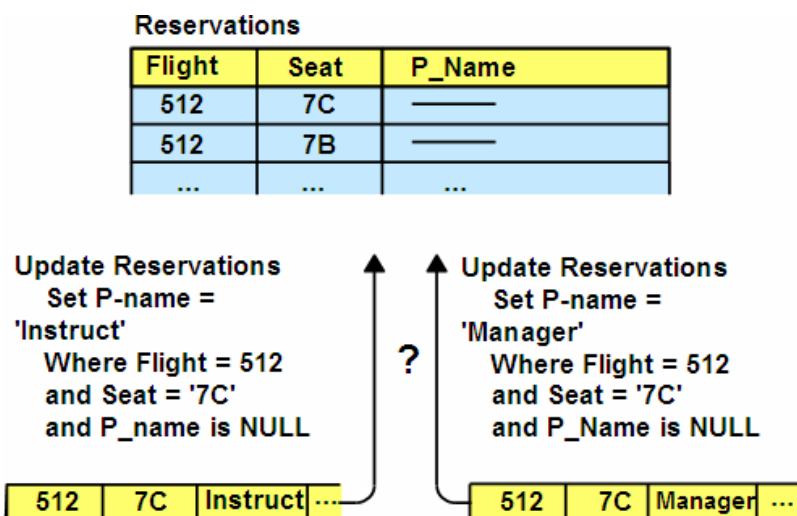 Reservations
Flight Seat P_Name
512 7C
512 7B
... ... ...
Update Reservations
Set P-name =
'Instruct'
Where Flight = 512
and Seat = '7C'
and P_name is NULL
?
Update Reservations
Set P-name =
'Manager'
Where Flight = 512
and Seat = '7C'
and P_Name is NULL
512 7C Instruct ...
512 7C Manager ...